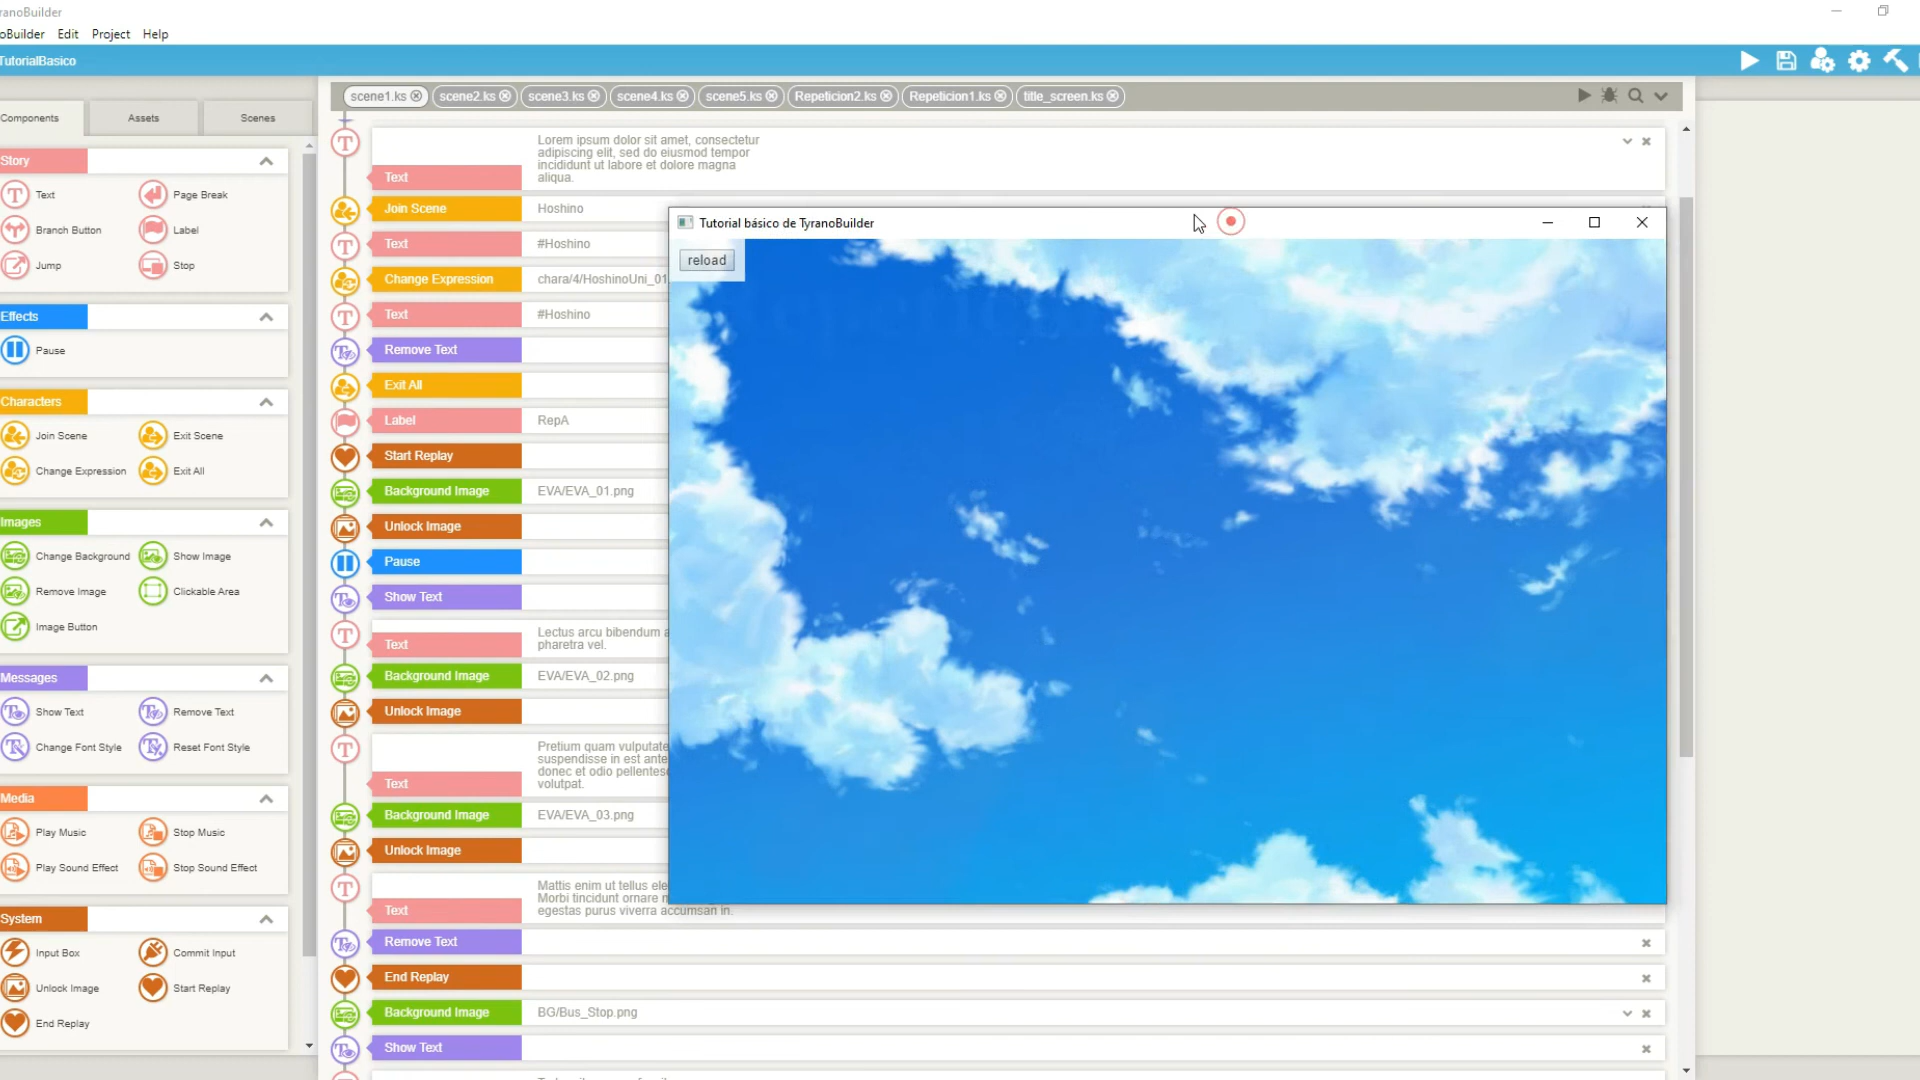 ranoBuilder
oBuilder Edit Project Help
TutorialBasico
Components Assets Scenes
scene1.ks scene2.ks scene3.ks scene4.ks scene5.ks Repeticion2.ks Repeticion1.ks title_screen.ks
Story
Text Page Break
Branch Button Label
Jump Stop
Effects
Pause
Characters
Join Scene Exit Scene
Change Expression Exit All
Images
Change Background Show Image
Remove Image Clickable Area
Image Button
Messages
Show Text Remove Text
Change Font Style Reset Font Style
Media
Play Music Stop Music
Play Sound Effect Stop Sound Effect
System
Input Box Commit Input
Unlock Image Start Replay
End Replay
Lorem ipsum dolor sit amet, consectetur
adipiscing elit, sed do eiusmod tempor
incididunt ut labore et dolore magna
aliqua.
Text
Join Scene Hoshino
Text #Hoshino
Change Expression chara/4/HoshinoUni_01
Text #Hoshino
Remove Text
Exit All
Label RepA
Start Replay
Background Image EVA/EVA_01.png
Unlock Image
Pause
Show Text
Lectus arcu bibendum a
pharetra vel.
Text
Background Image EVA/EVA_02.png
Unlock Image
Pretium quam vulputate
suspendisse in est ante
donec et odio pellentes
volutpat.
Text
Background Image EVA/EVA_03.png
Unlock Image
Mattis enim ut tellus ele
Morbi tincidunt ornare
egestas purus viverra accumsan in.
Text
Remove Text
End Replay
Background Image BG/Bus_Stop.png
Show Text
Tutorial básico de TyranoBuilder
reload